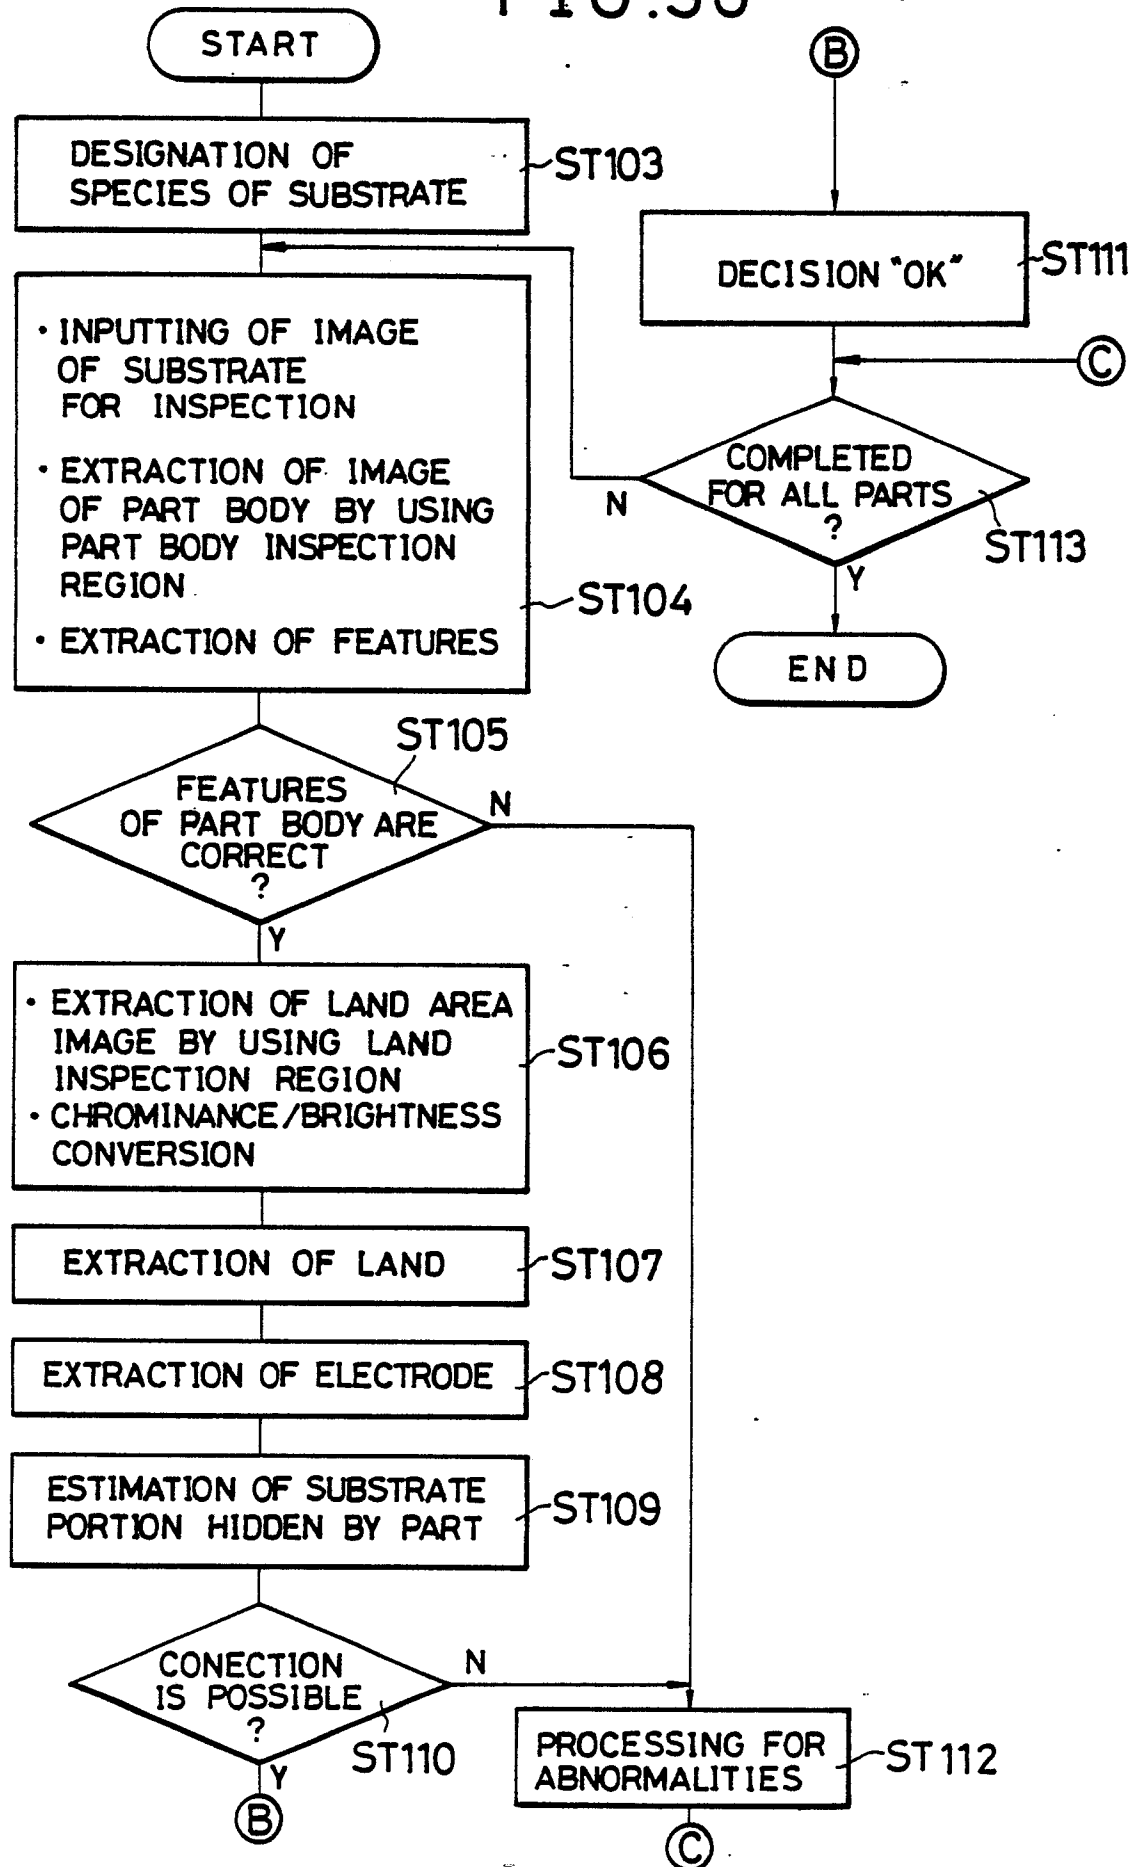 START
DESIGNATION OF
SPECIES OF SUBSTRATE
ST103
• INPUTTING OF IMAGE
OF SUBSTRATE
FOR INSPECTION
• EXTRACTION OF IMAGE
OF PART BODY BY USING
PART BODY INSPECTION
REGION
• EXTRACTION OF FEATURES
ST104
ST105
FEATURES
OF PART BODY ARE
CORRECT
?
N
Y
• EXTRACTION OF LAND AREA
IMAGE BY USING LAND
INSPECTION REGION
• CHROMINANCE/BRIGHTNESS
CONVERSION
ST106
EXTRACTION OF LAND
ST107
EXTRACTION OF ELECTRODE
ST108
ESTIMATION OF SUBSTRATE
PORTION HIDDEN BY PART
ST109
CONECTION
IS POSSIBLE
?
N
ST110
Y
B
PROCESSING FOR
ABNORMALITIES
ST112
C
B
DECISION "OK"
ST111
C
COMPLETED
FOR ALL PARTS
?
N
ST113
Y
END